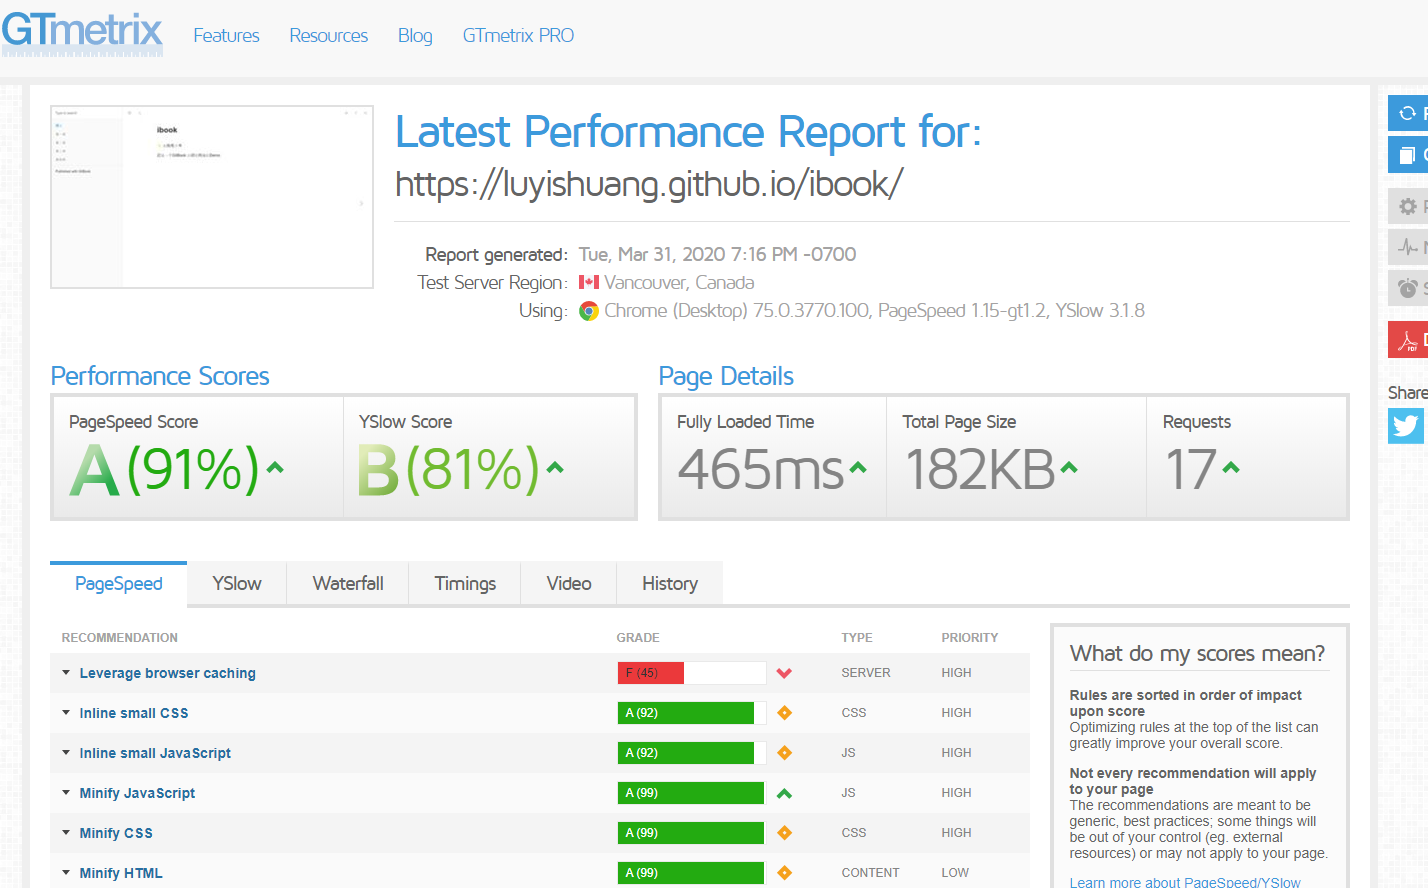 GTmetrix
Features Resources Blog GTmetrix PRO
ibook
Published with GitBook
Latest Performance Report for:
https://luyishuang.github.io/ibook/
Report generated: Tue, Mar 31, 2020 7:16 PM -0700
Test Server Region: Vancouver, Canada
Using: Chrome (Desktop) 75.0.3770.100, PageSpeed 1.15-gt1.2, YSlow 3.1.8
PDF
Share
Performance Scores
PageSpeed Score YSlow Score
A (91%) B (81%)
Page Details
Fully Loaded Time Total Page Size Requests
465ms 182KB 17
PageSpeed YSlow Waterfall Timings Video History
RECOMMENDATION GRADE TYPE PRIORITY
Leverage browser caching F (45) SERVER HIGH
Inline small CSS A (92) CSS HIGH
Inline small JavaScript A (92) JS HIGH
Minify JavaScript A (99) JS HIGH
Minify CSS A (99) CSS HIGH
Minify HTML A (99) CONTENT LOW
What do my scores mean?
Rules are sorted in order of impact
upon score
Optimizing rules at the top of the list can
greatly improve your overall score.
Not every recommendation will apply
to your page
The recommendations are meant to be
generic, best practices; some things will
be out of your control (eg. external
resources) or may not apply to your page.
Learn more about PageSpeed/YSlow